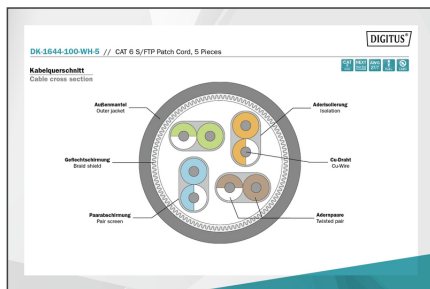 DIGITUS®
DK-1644-100-WH-5 // CAT 6 S/FTP Patch Cord, 5 Pieces
Kabelquerschnitt
Cable cross section
Außenmantel
Outer jacket
Aderisolierung
Isolation
Geflechtschirmung
Braid shield
Cu-Draht
Cu-Wire
Paarabschirmung
Pair screen
Adernpaare
Twisted pair